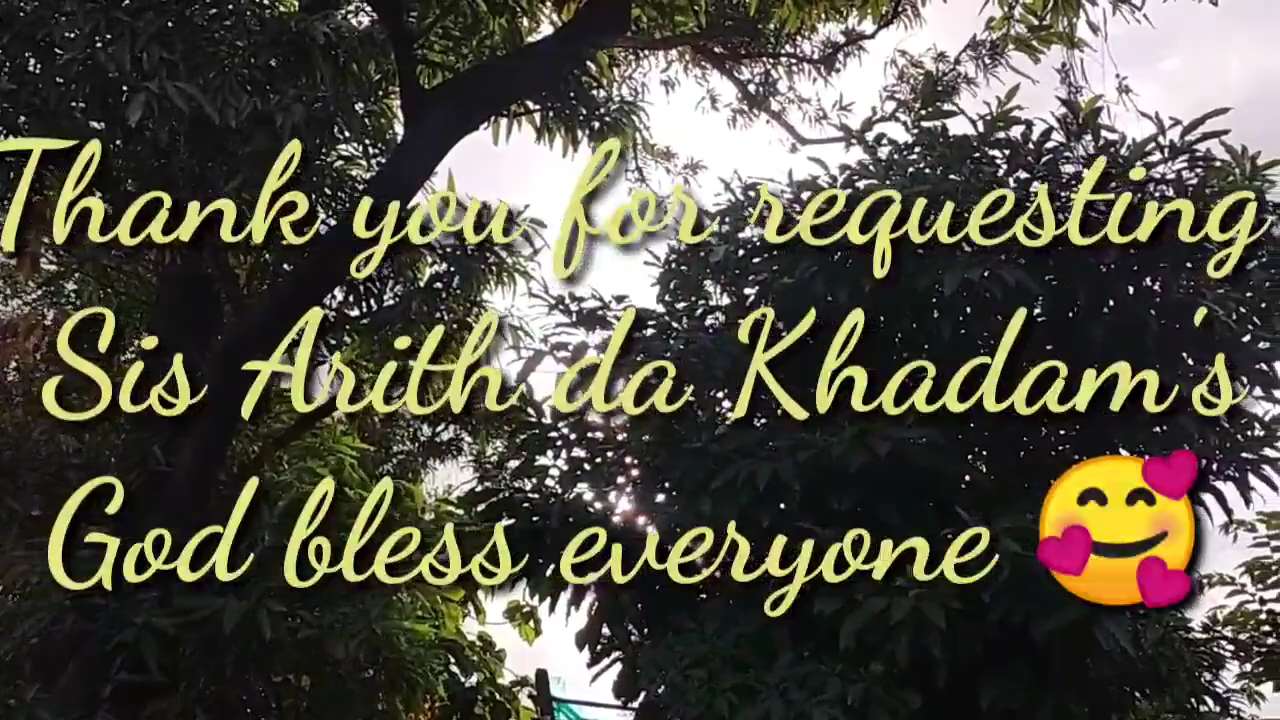 Thank you for requesting
Sis Arith da Khadam's
God bless everyone 🥰